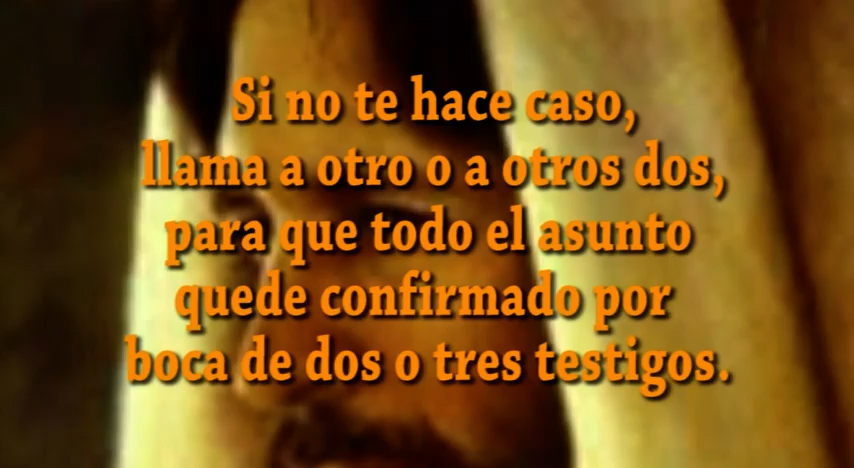 Si no te hace caso,
llama a otro o a otros dos,
para que todo el asunto
quede confirmado por
boca de dos o tres testigos.